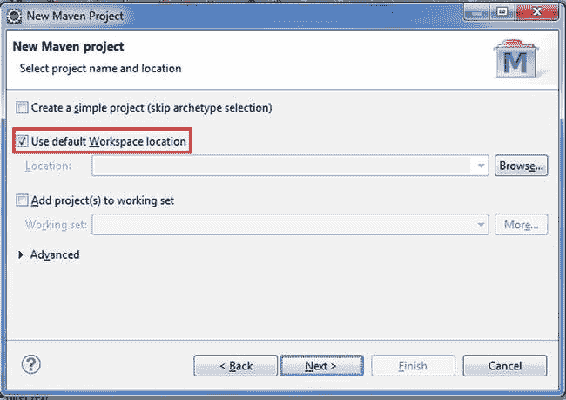 New Maven Project
New Maven project
Select project name and location
M
Create a simple project (skip archetype selection)
Use default Workspace location
Location:
Browse...
Add project(s) to working set
Working set:
More...
Advanced
?
< Back
Next >
Finish
Cancel